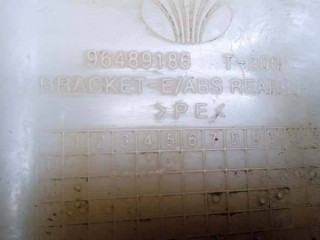 96489186
BRACKET-E/ABS REAR
>PE<
1 2 3 4 5 6 7 8 9